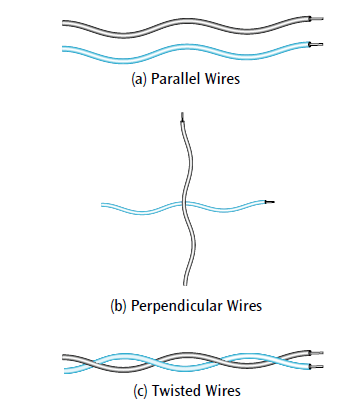 (a) Parallel Wires
(b) Perpendicular Wires
(c) Twisted Wires